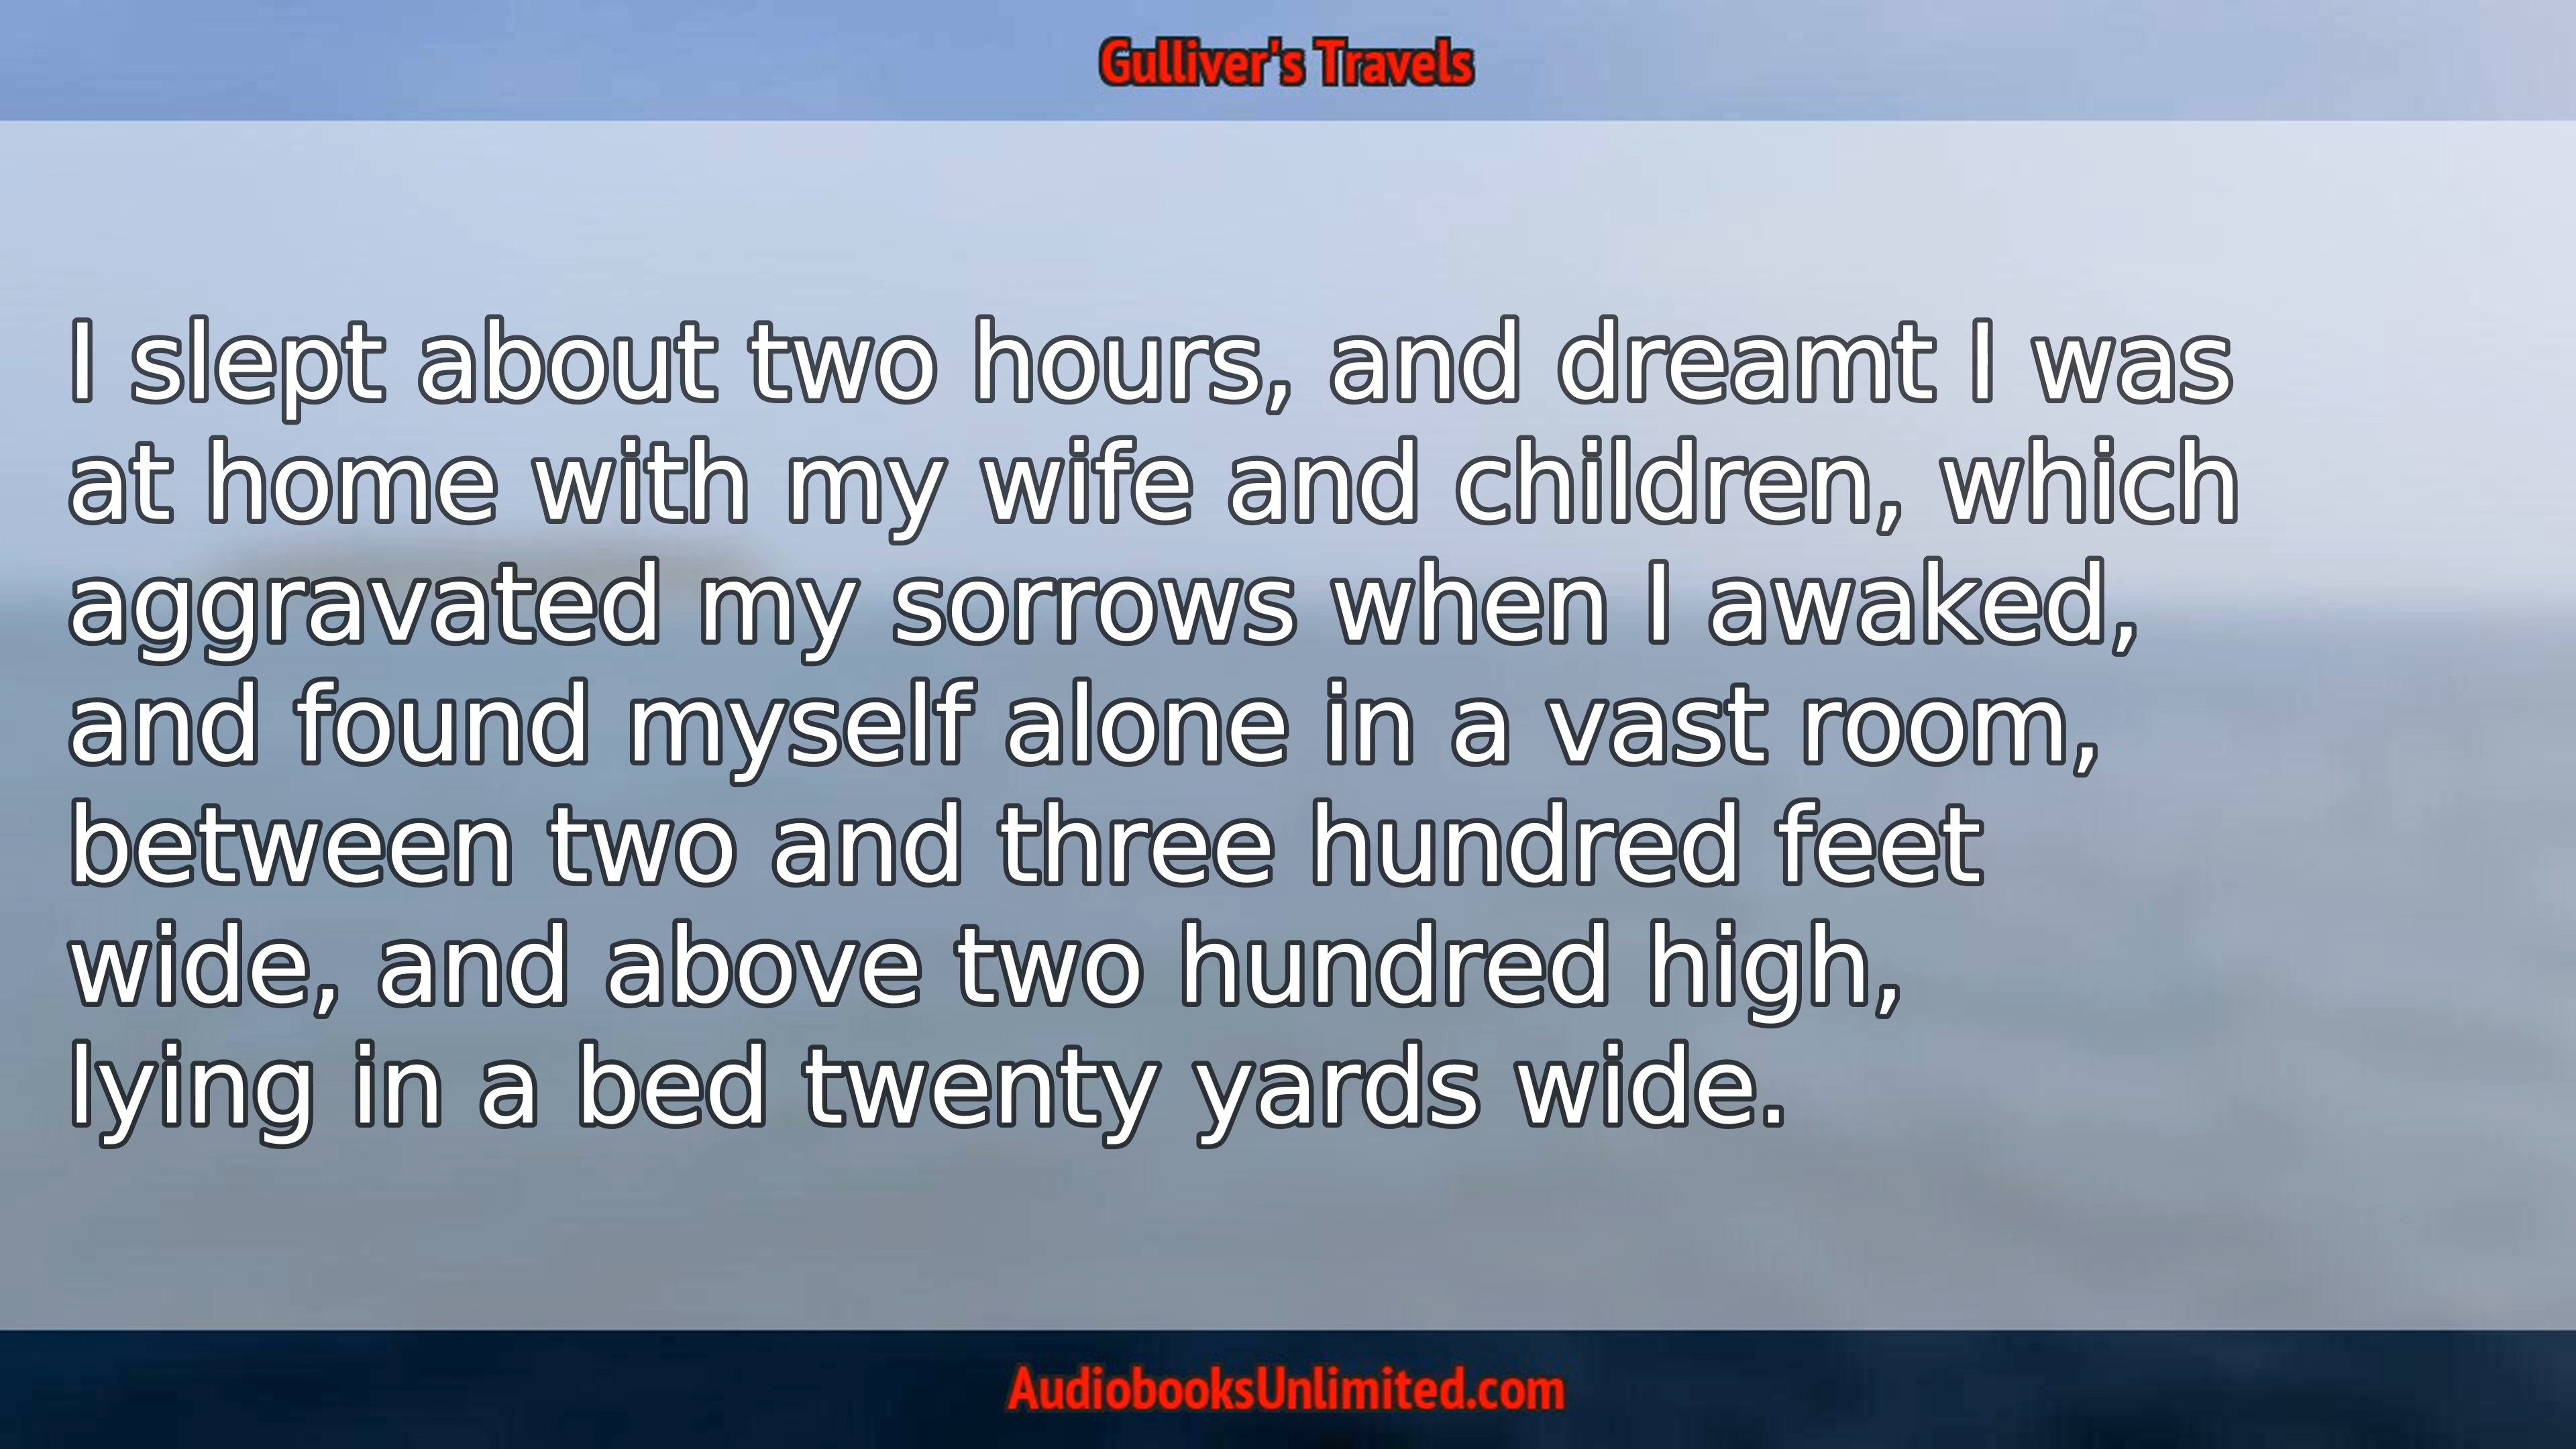 Gulliver's Travels
I slept about two hours, and dreamt I was
at home with my wife and children, which
aggravated my sorrows when I awaked,
and found myself alone in a vast room,
between two and three hundred feet
wide, and above two hundred high,
lying in a bed twenty yards wide.
AudiobooksUnlimited.com